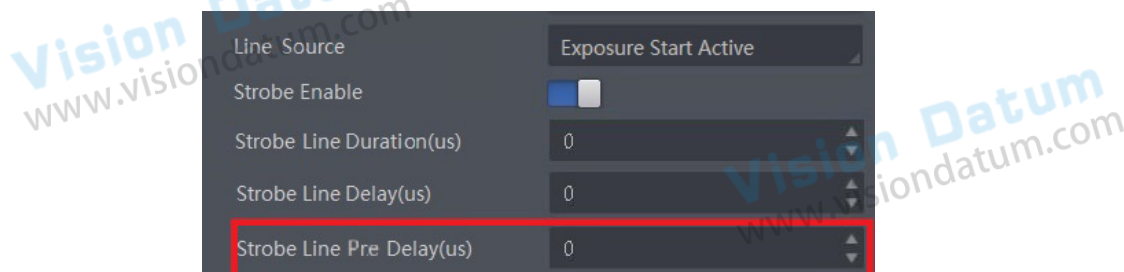 Vision Datum
www.visiondatum.com
Line Source Exposure Start Active
Strobe Enable
Strobe Line Duration(us) 0
Strobe Line Delay(us) 0
Strobe Line Pre Delay(us) 0
Vision Datum
www.visiondatum.com